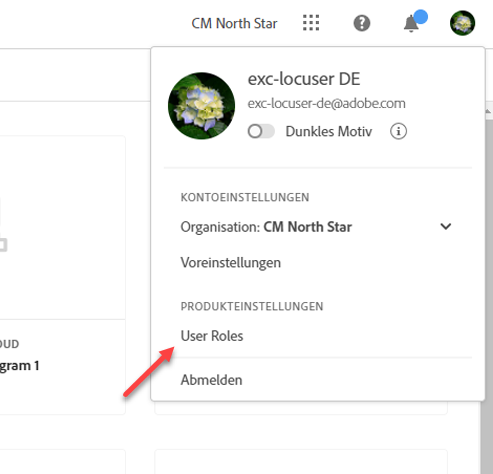 CM North Star
exc-locuser DE
exc-locuser-de@adobe.com
Dunkles Motiv
KONTOEINSTELLUNGEN
Organisation: CM North Star
Voreinstellungen
PRODUKTEINSTELLUNGEN
User Roles
Abmelden
OUD
gram 1